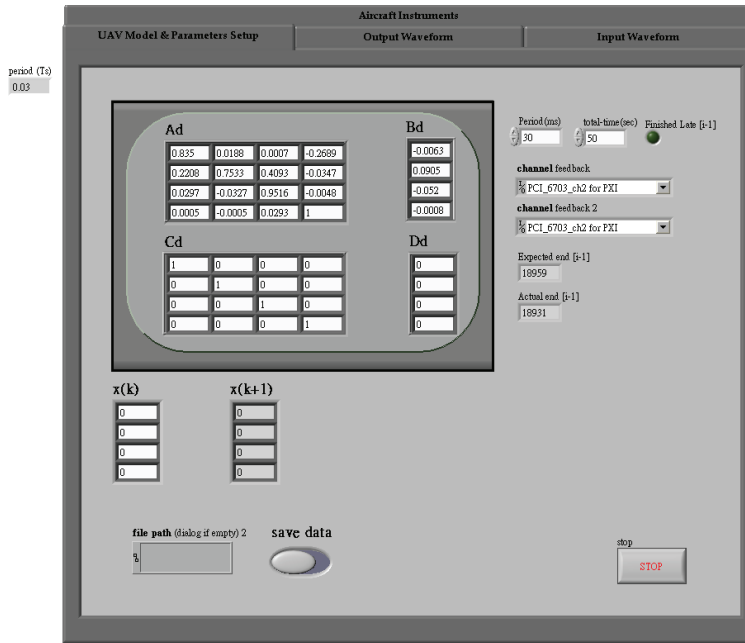 Aircraft Instruments
UAV Model & Parameters Setup Output Waveform Input Waveform
period (Ts)
0.03
Ad
0.835 0.0188 0.0007 -0.2689
0.2208 0.7533 0.4093 -0.0347
0.0297 -0.0327 0.9516 -0.0048
0.0005 -0.0005 0.0293 1
Bd
-0.0063
0.0905
-0.052
-0.0008
Cd
1 0 0 0
0 1 0 0
0 0 1 0
0 0 0 1
Dd
0
0
0
0
Period (ms) total-time (sec) Finished Late [i-1]
30 50
channel feedback
PCI_6703_ch2 for PXI
channel feedback 2
PCI_6703_ch2 for PXI
Expected end [i-1]
18959
Actual end [i-1]
18931
x(k) x(k+1)
0 0
0 0
0 0
0 0
file path (dialog if empty) 2 save data
stop
STOP